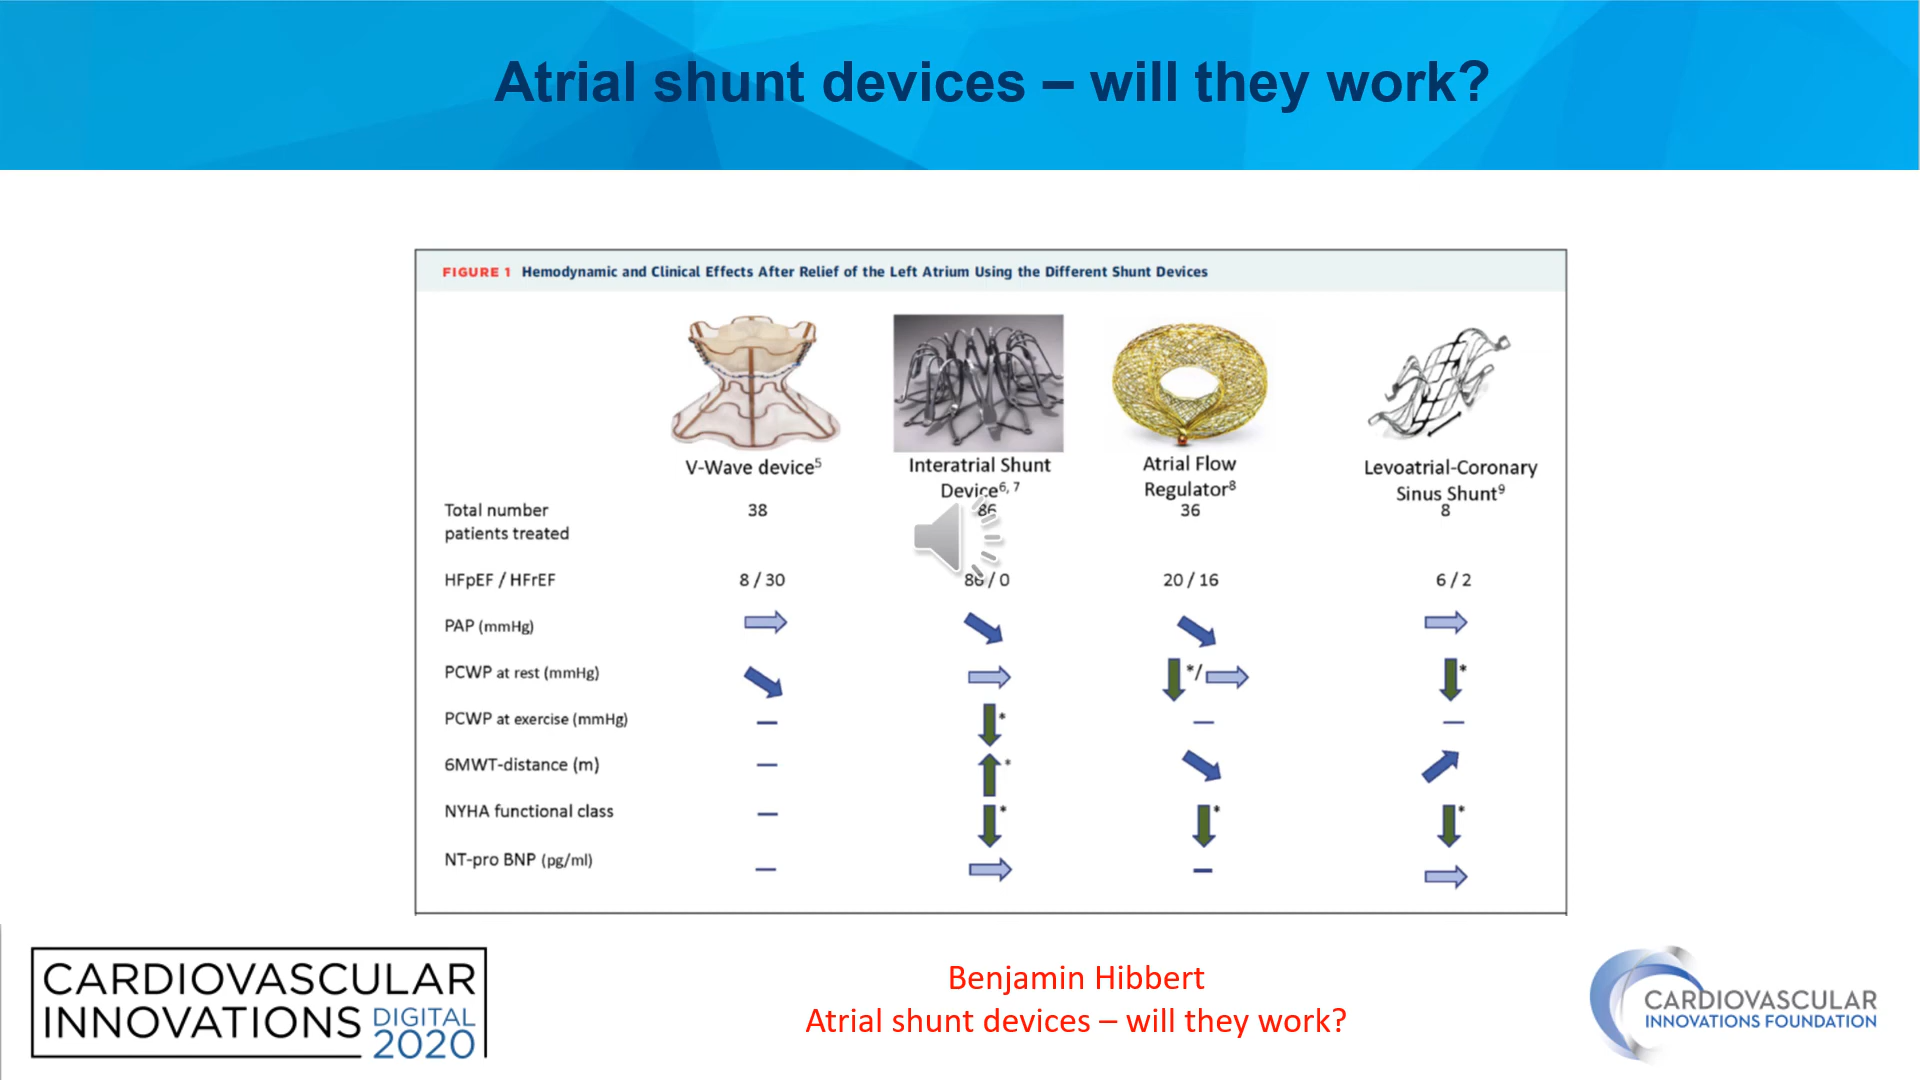 Atrial shunt devices – will they work?
FIGURE 1 Hemodynamic and Clinical Effects After Relief of the Left Atrium Using the Different Shunt Devices
V-Wave device5
Interatrial Shunt
Device6, 7
Atrial Flow
Regulator8
Levoatrial-Coronary
Sinus Shunt9
Total number
patients treated
38
86
36
8
HFpEF / HFrEF
8 / 30
86 / 0
20 / 16
6 / 2
PAP (mmHg)
PCWP at rest (mmHg)
*/
*
PCWP at exercise (mmHg)
—
*
—
—
6MWT-distance (m)
—
*
NYHA functional class
—
*
*
*
NT-pro BNP (pg/ml)
—
—
CARDIOVASCULAR
INNOVATIONS DIGITAL
2020
Benjamin Hibbert
Atrial shunt devices – will they work?
CARDIOVASCULAR
INNOVATIONS FOUNDATION